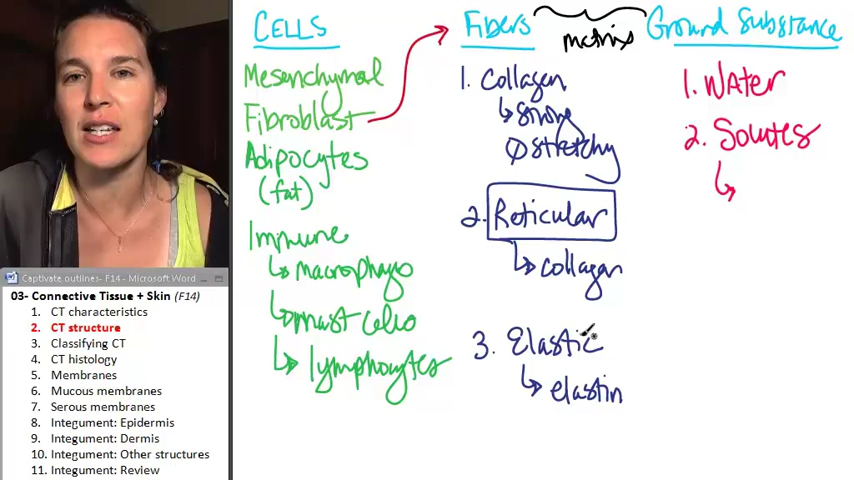 CELLS
Mesenchymal
Fibroblast
Adipocytes
(fat)
Immune
↳ macrophage
↳ mast cells
↳ lymphocytes
Fibers
matrix
1. Collagen
↳ strong
Ø stretchy
2. Reticular
↳ collagen
3. Elastic
↳ elastin
Ground Substance
1. Water
2. Solutes
↳
Captivate outlines- F14 - Microsoft Word
03- Connective Tissue + Skin (F14)
1. CT characteristics
2. CT structure
3. Classifying CT
4. CT histology
5. Membranes
6. Mucous membranes
7. Serous membranes
8. Integument: Epidermis
9. Integument: Dermis
10. Integument: Other structures
11. Integument: Review